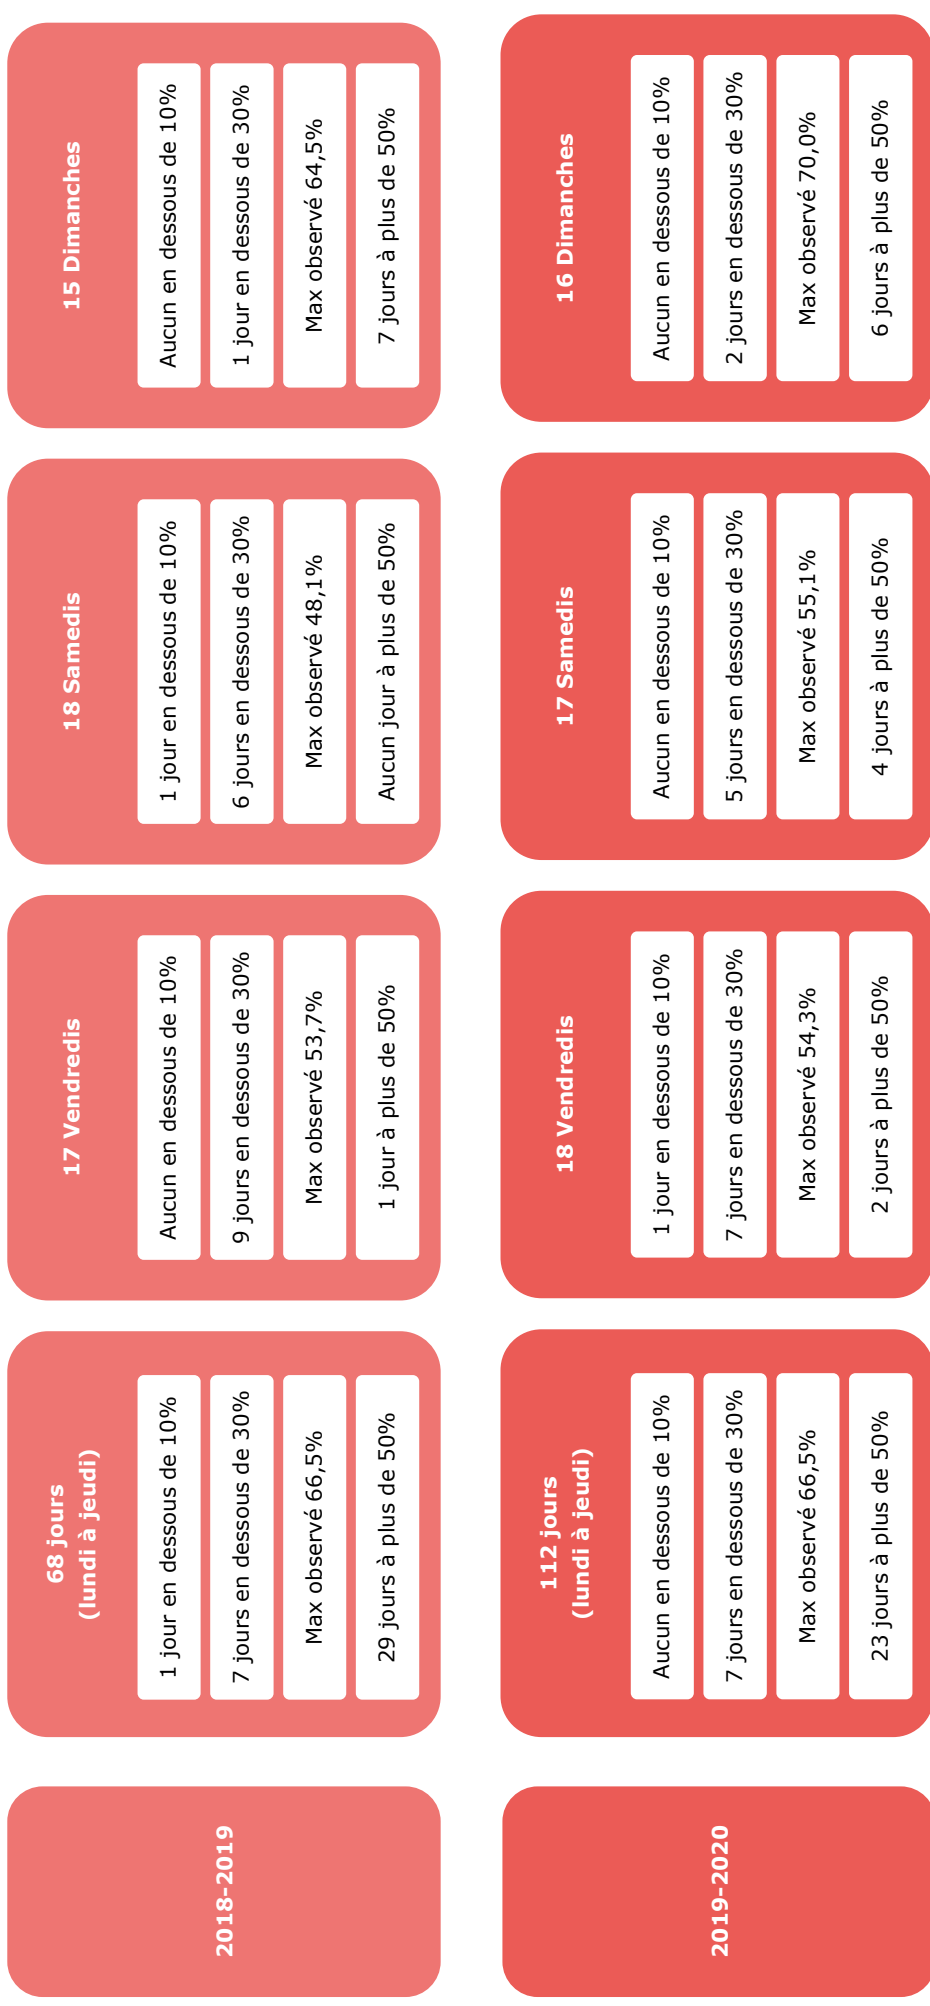 2018-2019
68 jours
(lundi à jeudi)
1 jour en dessous de 10%
7 jours en dessous de 30%
Max observé 66,5%
29 jours à plus de 50%
17 Vendredis
Aucun en dessous de 10%
9 jours en dessous de 30%
Max observé 53,7%
1 jour à plus de 50%
18 Samedis
1 jour en dessous de 10%
6 jours en dessous de 30%
Max observé 48,1%
Aucun jour à plus de 50%
15 Dimanches
Aucun en dessous de 10%
1 jour en dessous de 30%
Max observé 64,5%
7 jours à plus de 50%
2019-2020
112 jours
(lundi à jeudi)
Aucun en dessous de 10%
7 jours en dessous de 30%
Max observé 66,5%
23 jours à plus de 50%
18 Vendredis
1 jour en dessous de 10%
7 jours en dessous de 30%
Max observé 54,3%
2 jours à plus de 50%
17 Samedis
Aucun en dessous de 10%
5 jours en dessous de 30%
Max observé 55,1%
4 jours à plus de 50%
16 Dimanches
Aucun en dessous de 10%
2 jours en dessous de 30%
Max observé 70,0%
6 jours à plus de 50%